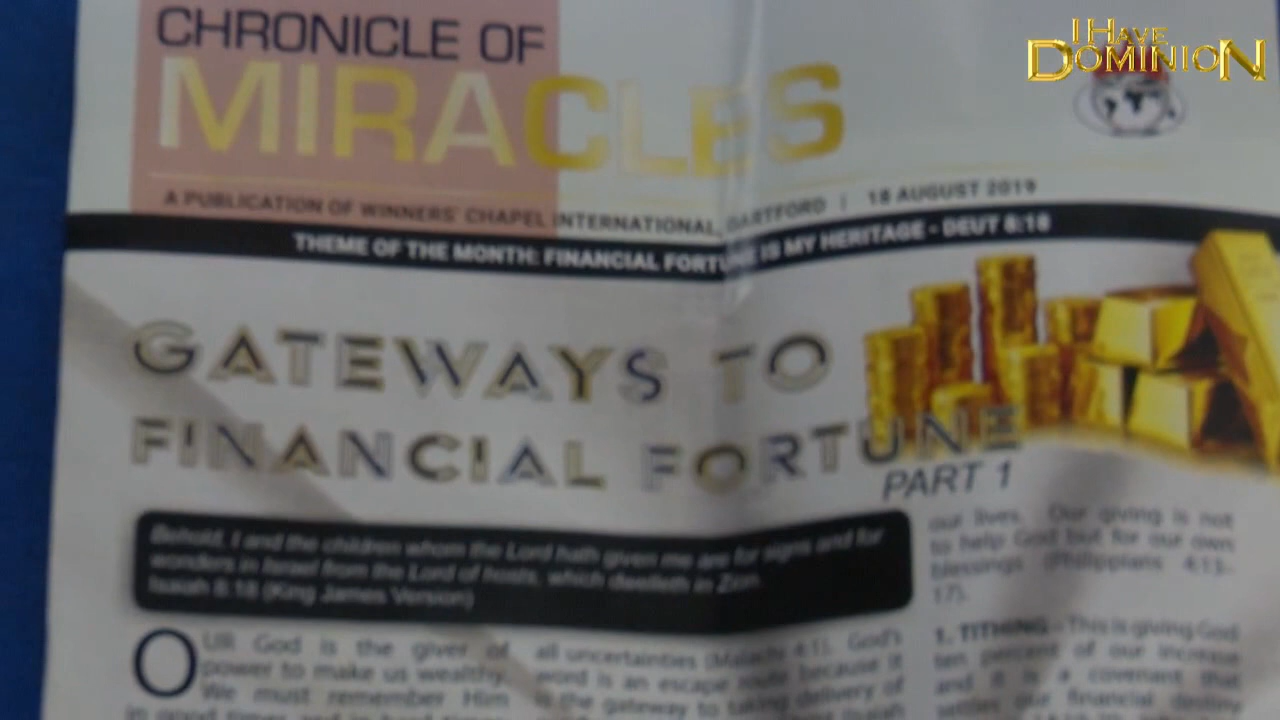 I HAVE
DOMINION
CHRONICLE OF
MIRACLES
A PUBLICATION OF WINNERS' CHAPEL INTERNATIONAL, DARTFORD | 18 AUGUST 2019
THEME OF THE MONTH: FINANCIAL FORTUNE IS MY HERITAGE - DEUT 8:18
GATEWAYS TO
FINANCIAL FORTUNE
PART 1
Behold, I and the children whom the Lord hath given me are for signs and for
wonders in Israel from the Lord of hosts, which dwelleth in Zion.
Isaiah 8:18 (King James Version)
OUR God is the giver of
power to make us wealthy.
We must remember Him
in good times and in hard times
all uncertainties (Malachi 4:1). God's
word is an escape route because it
is the gateway to taking delivery of
our lives. Our giving is not
to help God but for our own
blessings (Philippians 4:13-
17).
1. TITHING - This is giving God
ten percent of our increase
and it is a covenant that
settles our financial destiny